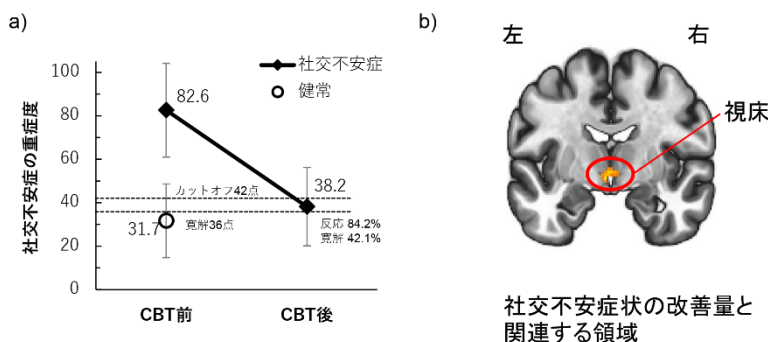 a)
社交不安症の重症度
100
80
60
40
20
0
社交不安症
健常
82.6
カットオフ42点
38.2
31.7
寛解36点
反応 84.2%
寛解 42.1%
CBT前
CBT後
b)
左
右
視床
社交不安症状の改善量と
関連する領域